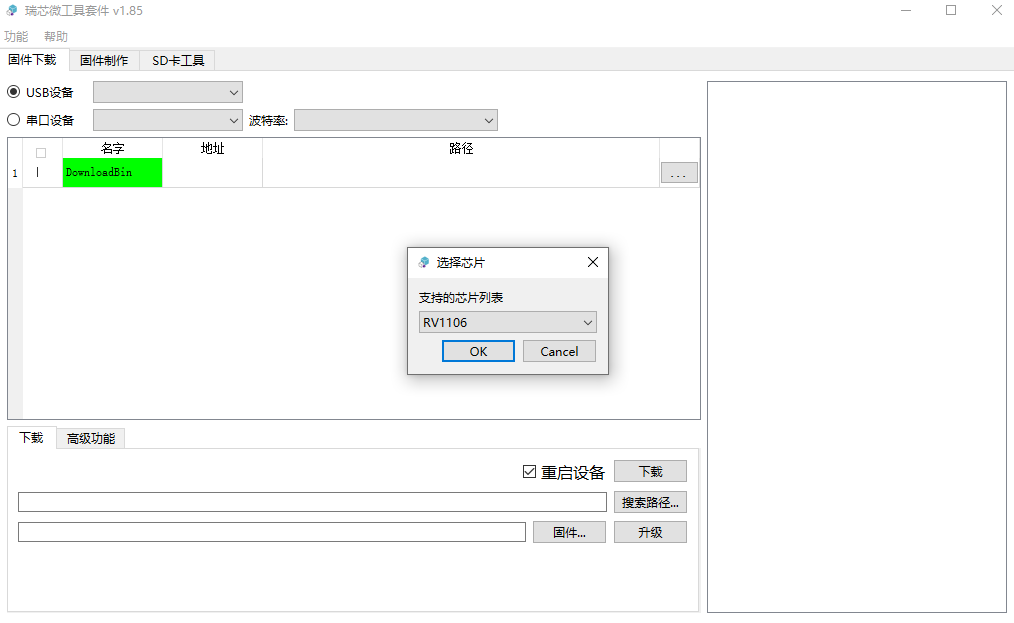 瑞芯微工具套件 v1.85
功能 帮助
固件下载 固件制作 SD卡工具
USB设备
串口设备 波特率:
名字 地址 路径
1 DownloadBin ...
选择芯片
支持的芯片列表
RV1106
OK Cancel
下载 高级功能
重启设备 下载
搜索路径...
固件... 升级